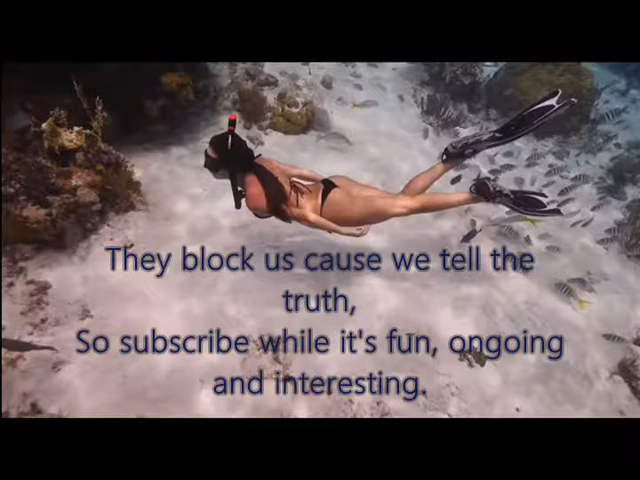 They block us cause we tell the
truth,
So subscribe while it's fun, ongoing
and interesting.